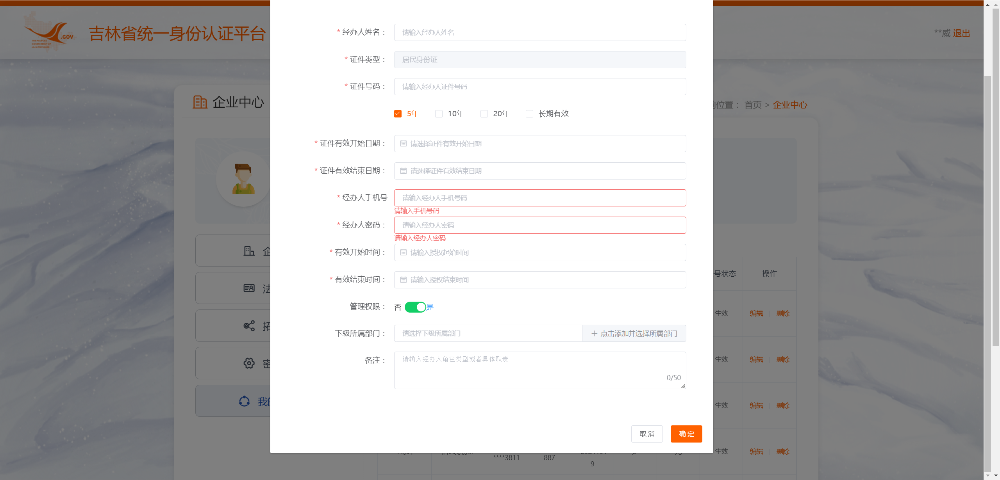 吉林省统一身份认证平台
.GOV
**威 退出
企业中心
位置： 首页 > 企业中心
* 经办人姓名： 请输入经办人姓名
* 证件类型： 居民身份证
* 证件号码： 请输入经办人证件号码
5年 10年 20年 长期有效
* 证件有效开始日期： 请选择证件有效开始日期
* 证件有效结束日期： 请选择证件有效结束日期
* 经办人手机号 请输入经办人手机号码
请输入手机号码
* 经办人密码： 请输入经办人密码
请输入经办人密码
* 有效开始时间： 请输入授权起始时间
* 有效结束时间： 请输入授权结束时间
管理权限： 否 是
下级所属部门： 请选择下级所属部门 + 点击添加并选择所属部门
备注： 请输入经办人角色类型或者具体职责
0/50
取消 确定
企
法
拓
密
我的
号状态 操作
生效 编辑 删除
生效 编辑 删除
生效 编辑 删除
生效 编辑 删除
****3811 887
9